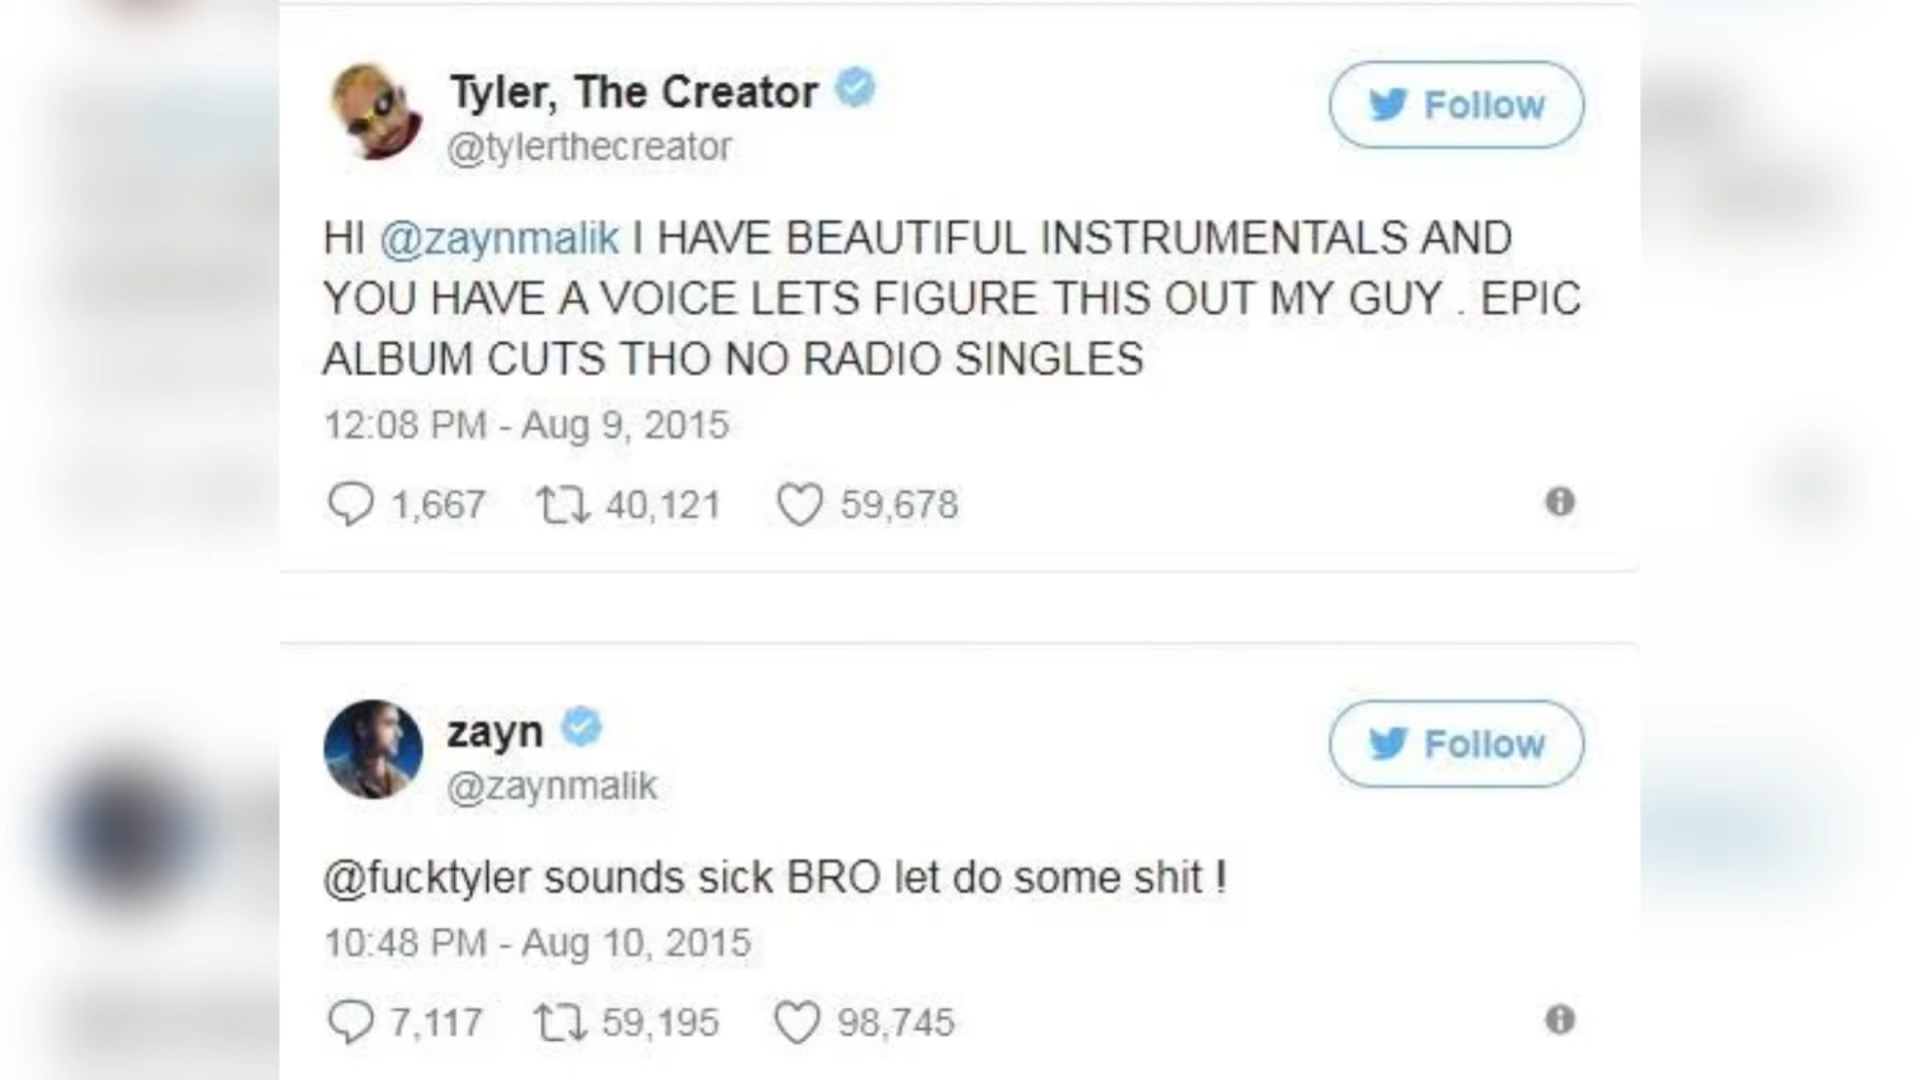 Tyler, The Creator
@tylerthecreator
Follow
HI @zaynmalik I HAVE BEAUTIFUL INSTRUMENTALS AND
YOU HAVE A VOICE LETS FIGURE THIS OUT MY GUY . EPIC
ALBUM CUTS THO NO RADIO SINGLES
12:08 PM - Aug 9, 2015
1,667 40,121 59,678
zayn
@zaynmalik
Follow
@fucktyler sounds sick BRO let do some shit !
10:48 PM - Aug 10, 2015
7,117 59,195 98,745